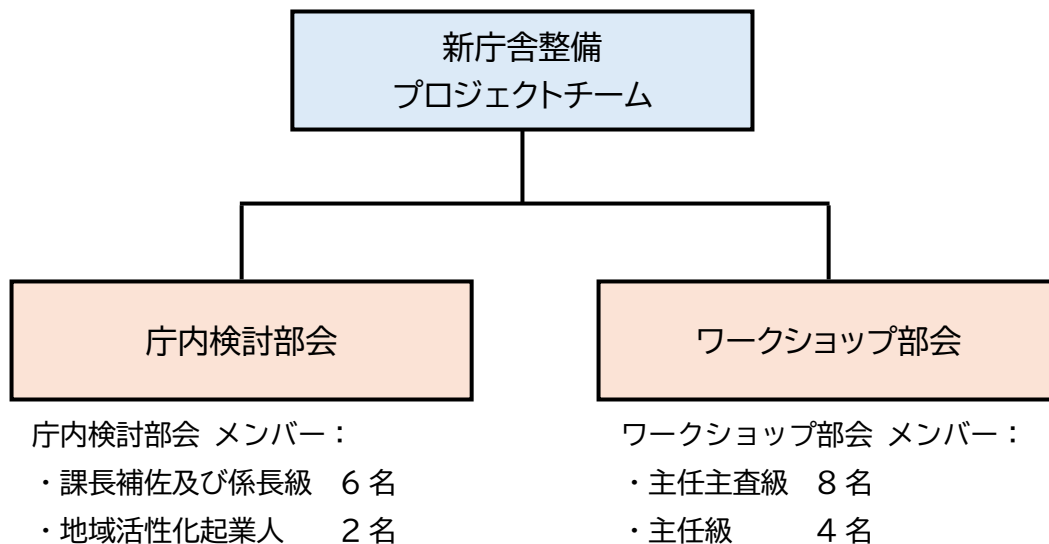 新庁舎整備
プロジェクトチーム
庁内検討部会
ワークショップ部会
庁内検討部会 メンバー：
・課長補佐及び係長級 6名
・地域活性化起業人 2名
ワークショップ部会 メンバー：
・主任主査級 8名
・主任級 4名